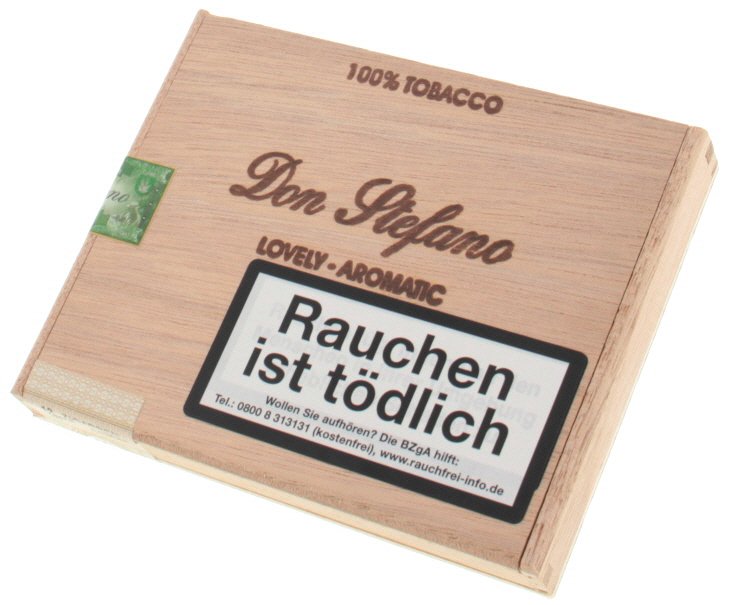 100% TOBACCO
Don Stefano
LOVELY - AROMATIC
Rauchen
ist tödlich
Wollen Sie aufhören? Die BZgA hilft:
Tel.: 0800 8 313131 (kostenfrei), www.rauchfrei-info.de